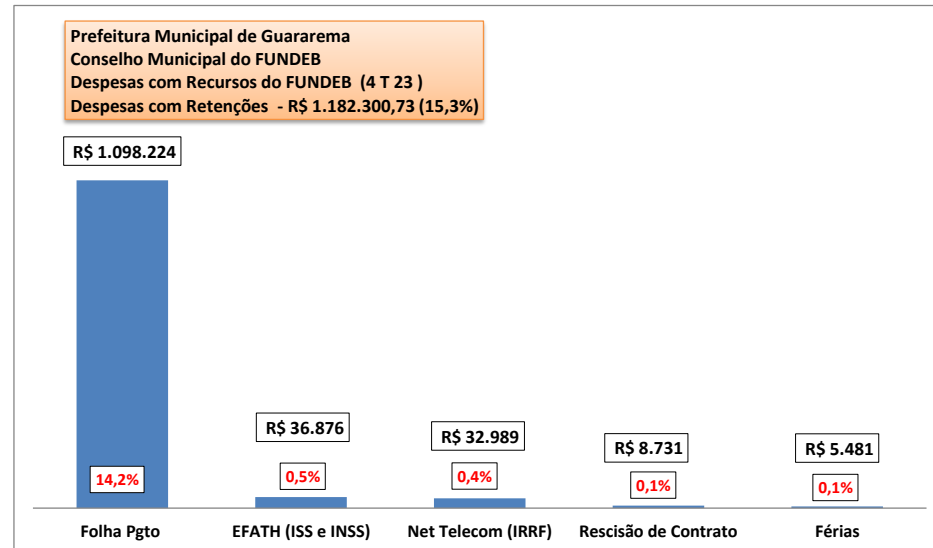 Prefeitura Municipal de Guararema
Conselho Municipal do FUNDEB
Despesas com Recursos do FUNDEB (4 T 23 )
Despesas com Retenções - R$ 1.182.300,73 (15,3%)
R$ 1.098.224
R$ 36.876
R$ 32.989
R$ 8.731
R$ 5.481
14,2%
0,5%
0,4%
0,1%
0,1%
Folha Pgto
EFATH (ISS e INSS)
Net Telecom (IRRF)
Rescisão de Contrato
Férias